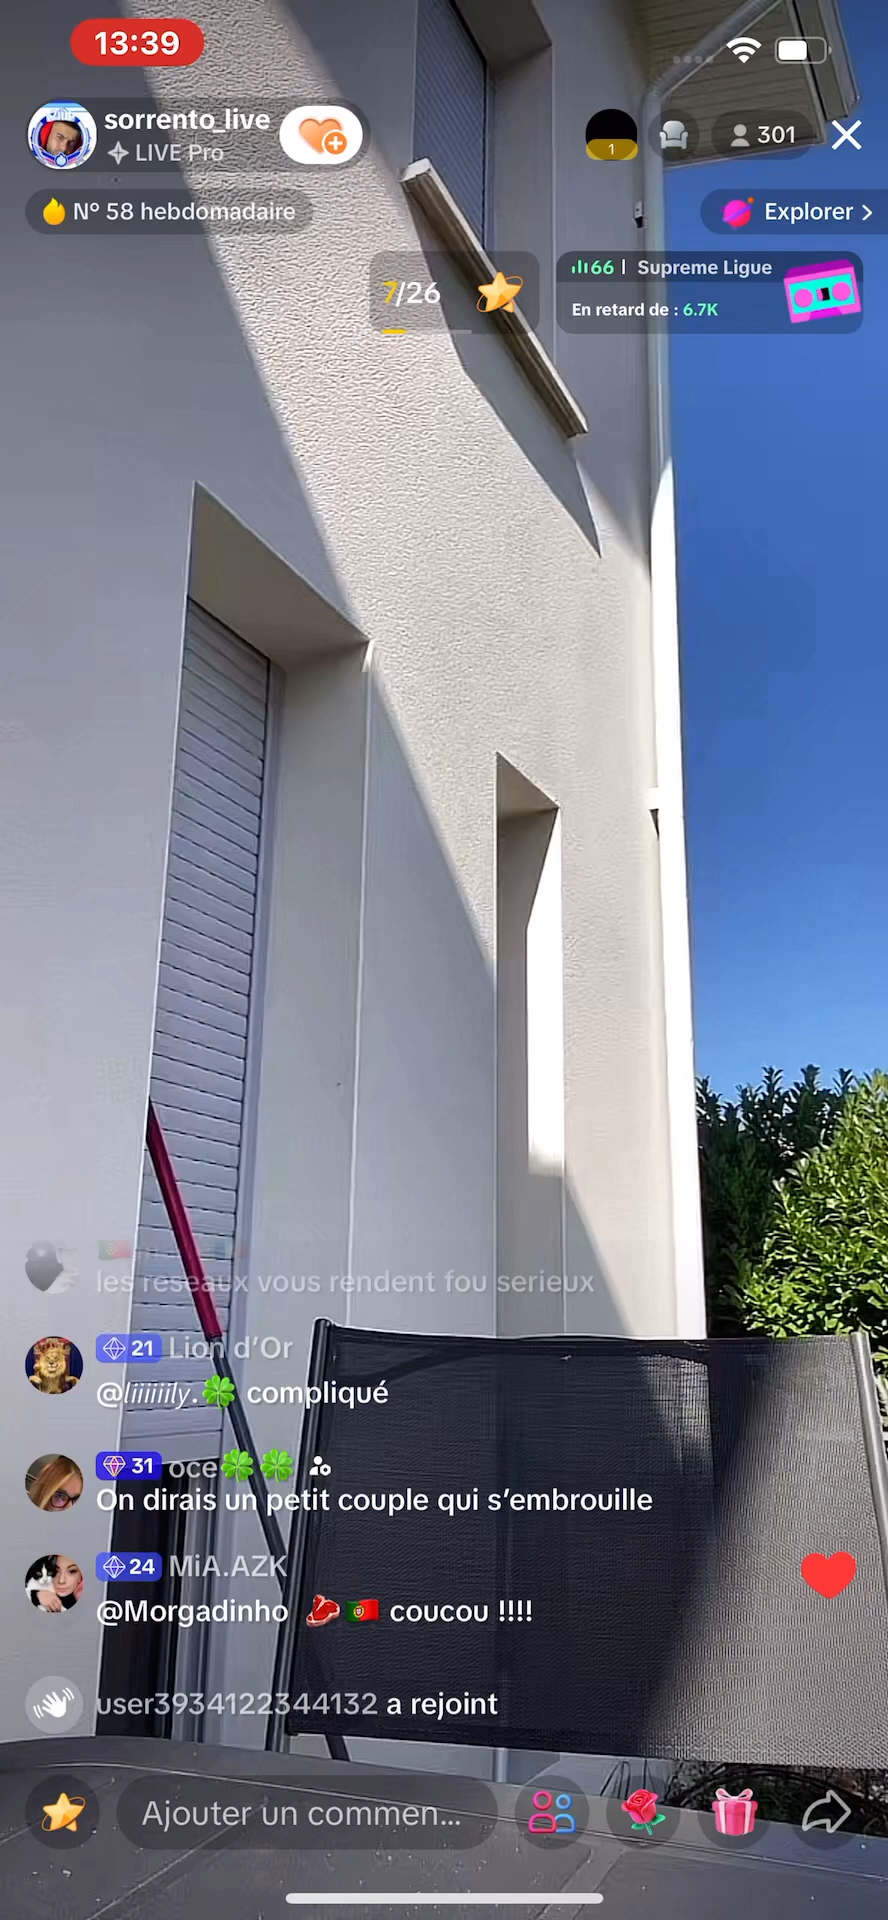 13:39
sorrento_live
LIVE Pro
1
301
N° 58 hebdomadaire
Explorer
7/26
66 | Supreme Ligue
En retard de : 6.7K
les reseaux vous rendent fou serieux
21 Lion d’Or
@liiiiiily.🍀 compliqué
31 oce🍀🍀
On dirais un petit couple qui s’embrouille
24 MiA.AZK
@Morgadinho 🥩🇵🇹 coucou !!!!
user3934122344132 a rejoint
Ajouter un commen...